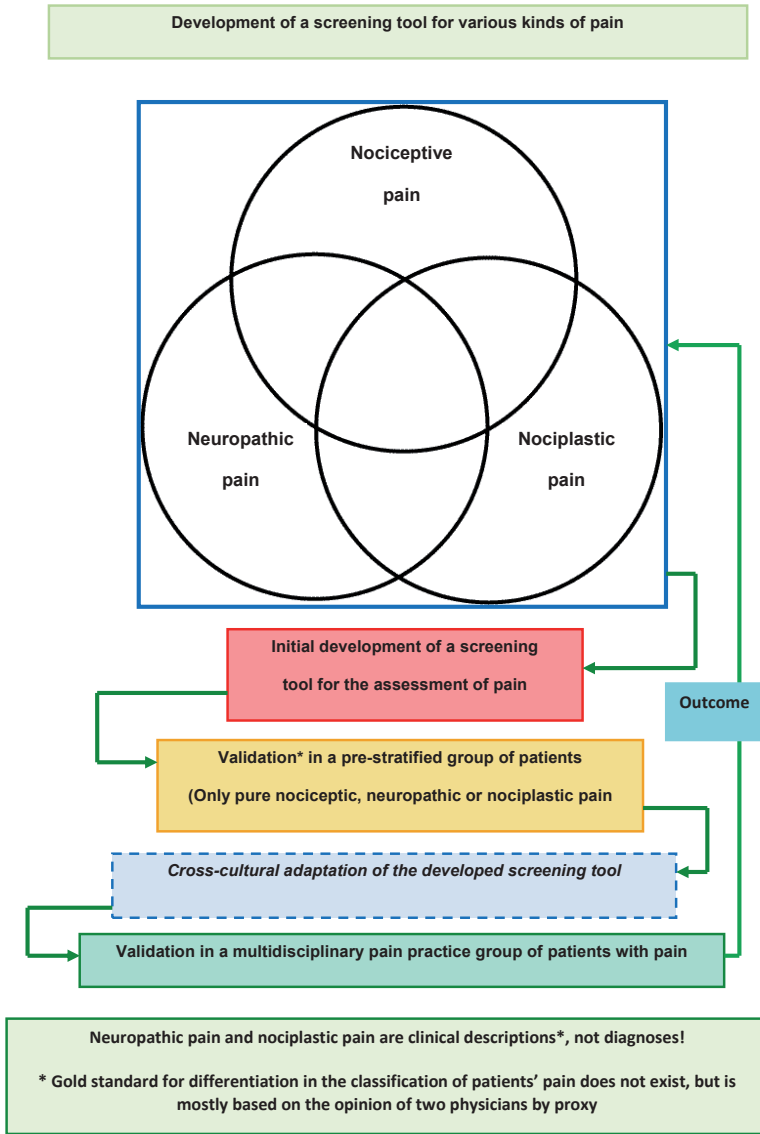 Development of a screening tool for various kinds of pain
Nociceptive
pain
Neuropathic
pain
Nociplastic
pain
Initial development of a screening
tool for the assessment of pain
Outcome
Validation* in a pre-stratified group of patients
(Only pure nociceptive, neuropathic or nociplastic pain
Cross-cultural adaptation of the developed screening tool
Validation in a multidisciplinary pain practice group of patients with pain
Neuropathic pain and nociplastic pain are clinical descriptions*, not diagnoses!
* Gold standard for differentiation in the classification of patients' pain does not exist, but is
mostly based on the opinion of two physicians by proxy